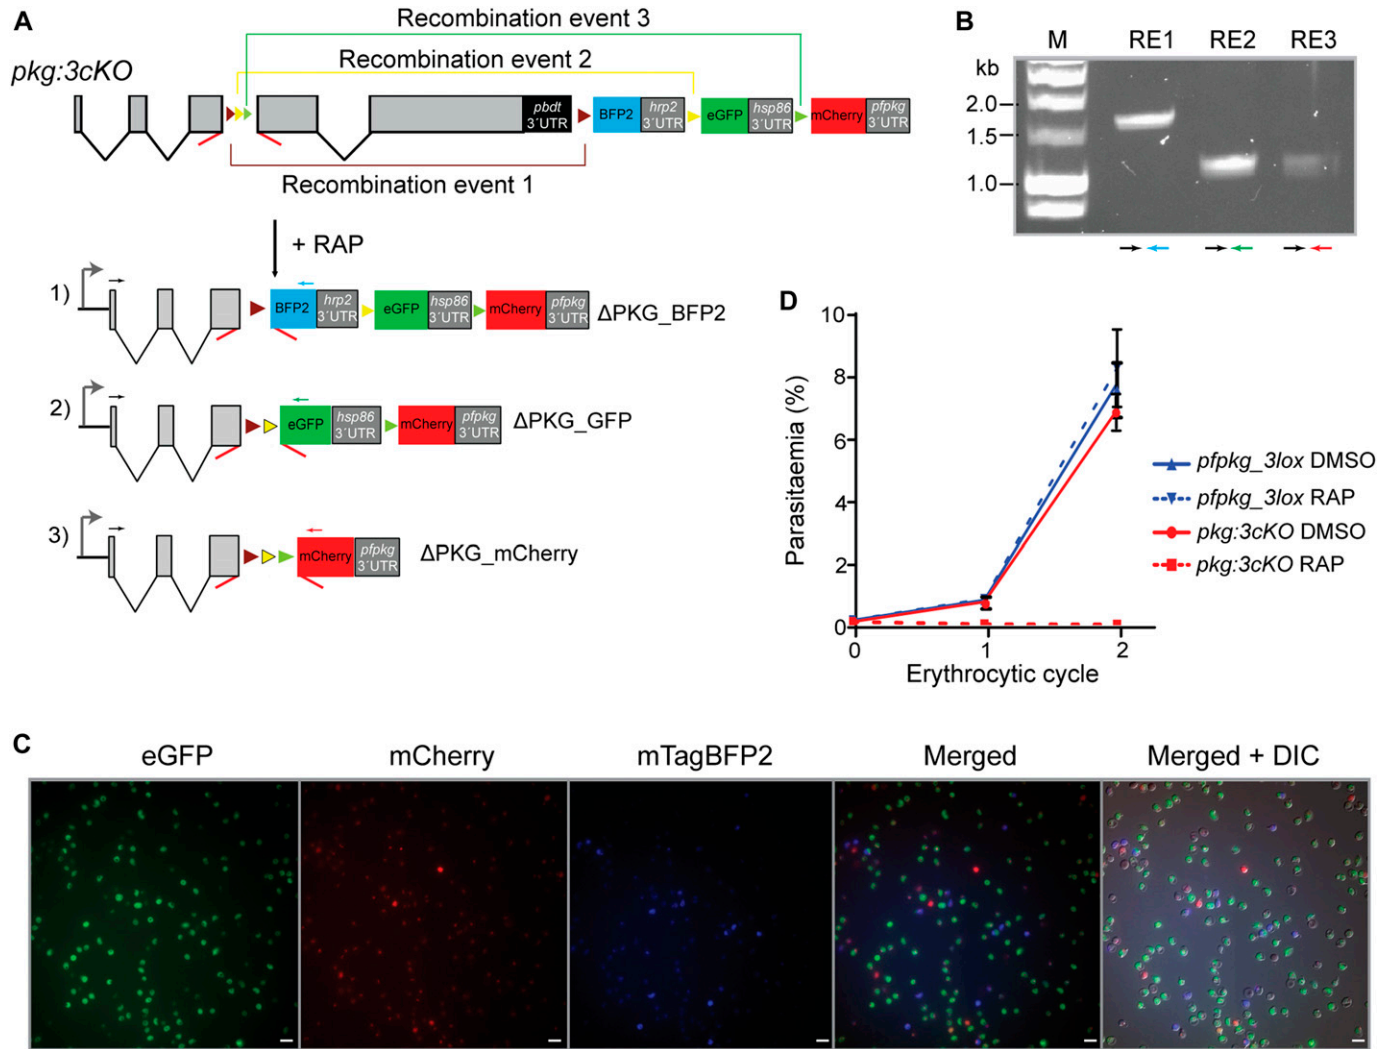 A
Recombination event 3
pkg:3cKO
Recombination event 2
pbdt 3´UTR
BFP2
hrp2 3´UTR
eGFP
hsp86 3´UTR
mCherry
pfpkg 3´UTR
Recombination event 1
+ RAP
1)
BFP2
hrp2 3´UTR
eGFP
hsp86 3´UTR
mCherry
pfpkg 3´UTR
ΔPKG_BFP2
2)
eGFP
hsp86 3´UTR
mCherry
pfpkg 3´UTR
ΔPKG_GFP
3)
mCherry
pfpkg 3´UTR
ΔPKG_mCherry
B
M RE1 RE2 RE3
kb
2.0
1.5
1.0
D
10
8
6
4
2
0
Parasitaemia (%)
0 1 2
Erythrocytic cycle
pfpkg_3lox DMSO
pfpkg_3lox RAP
pkg:3cKO DMSO
pkg:3cKO RAP
C
eGFP mCherry mTagBFP2 Merged Merged + DIC